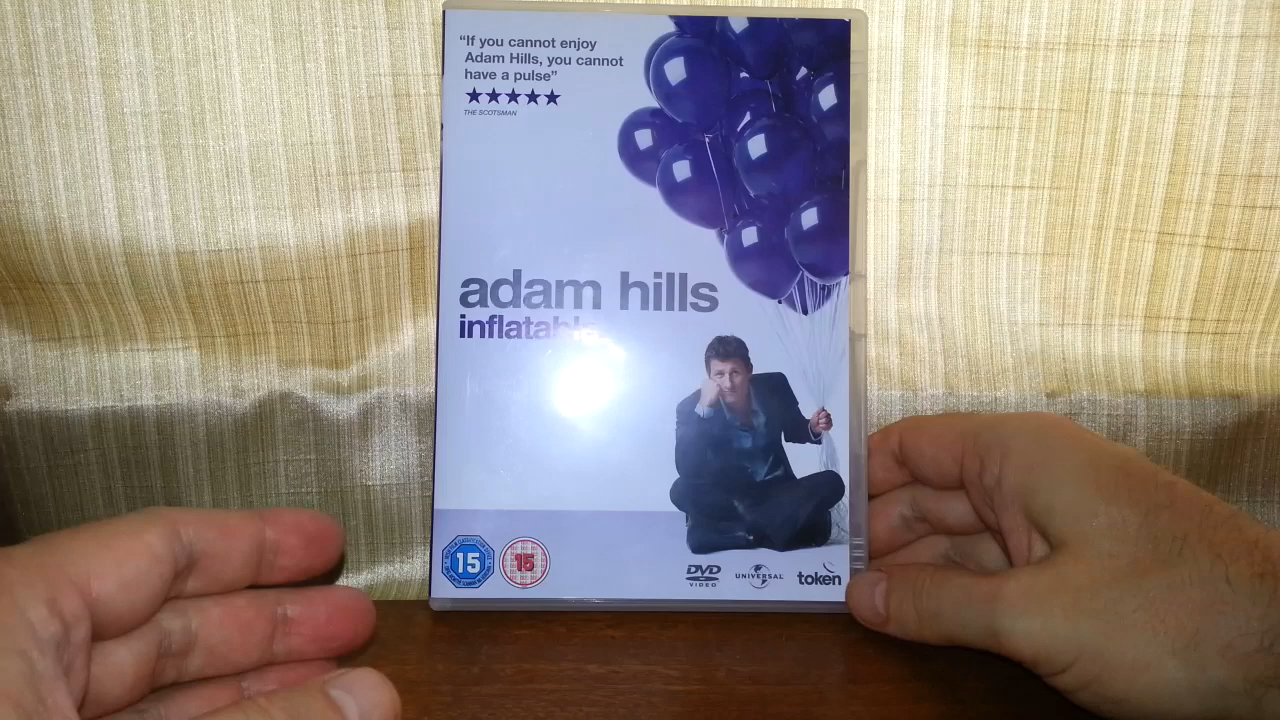 “If you cannot enjoy
Adam Hills, you cannot
have a pulse”
THE SCOTSMAN
adam hills
inflatable
15
15
DVD
VIDEO
UNIVERSAL
token